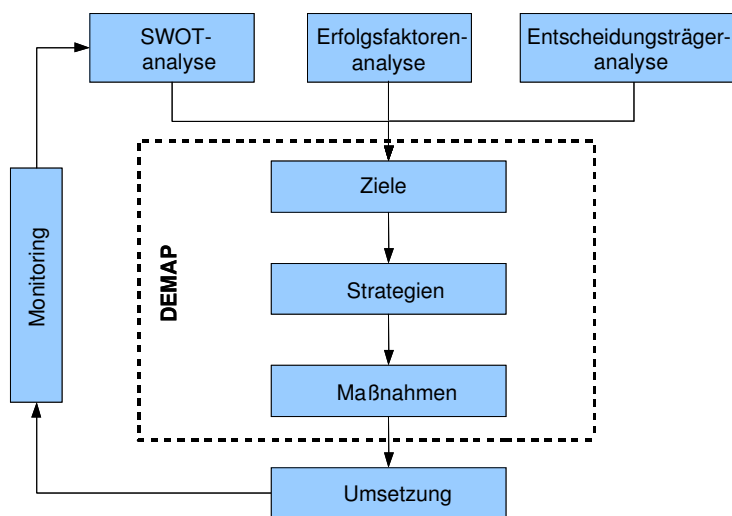 SWOT-
analyse
Erfolgsfaktoren-
analyse
Entscheidungsträger-
analyse
Monitoring
DEMAP
Ziele
Strategien
Maßnahmen
Umsetzung